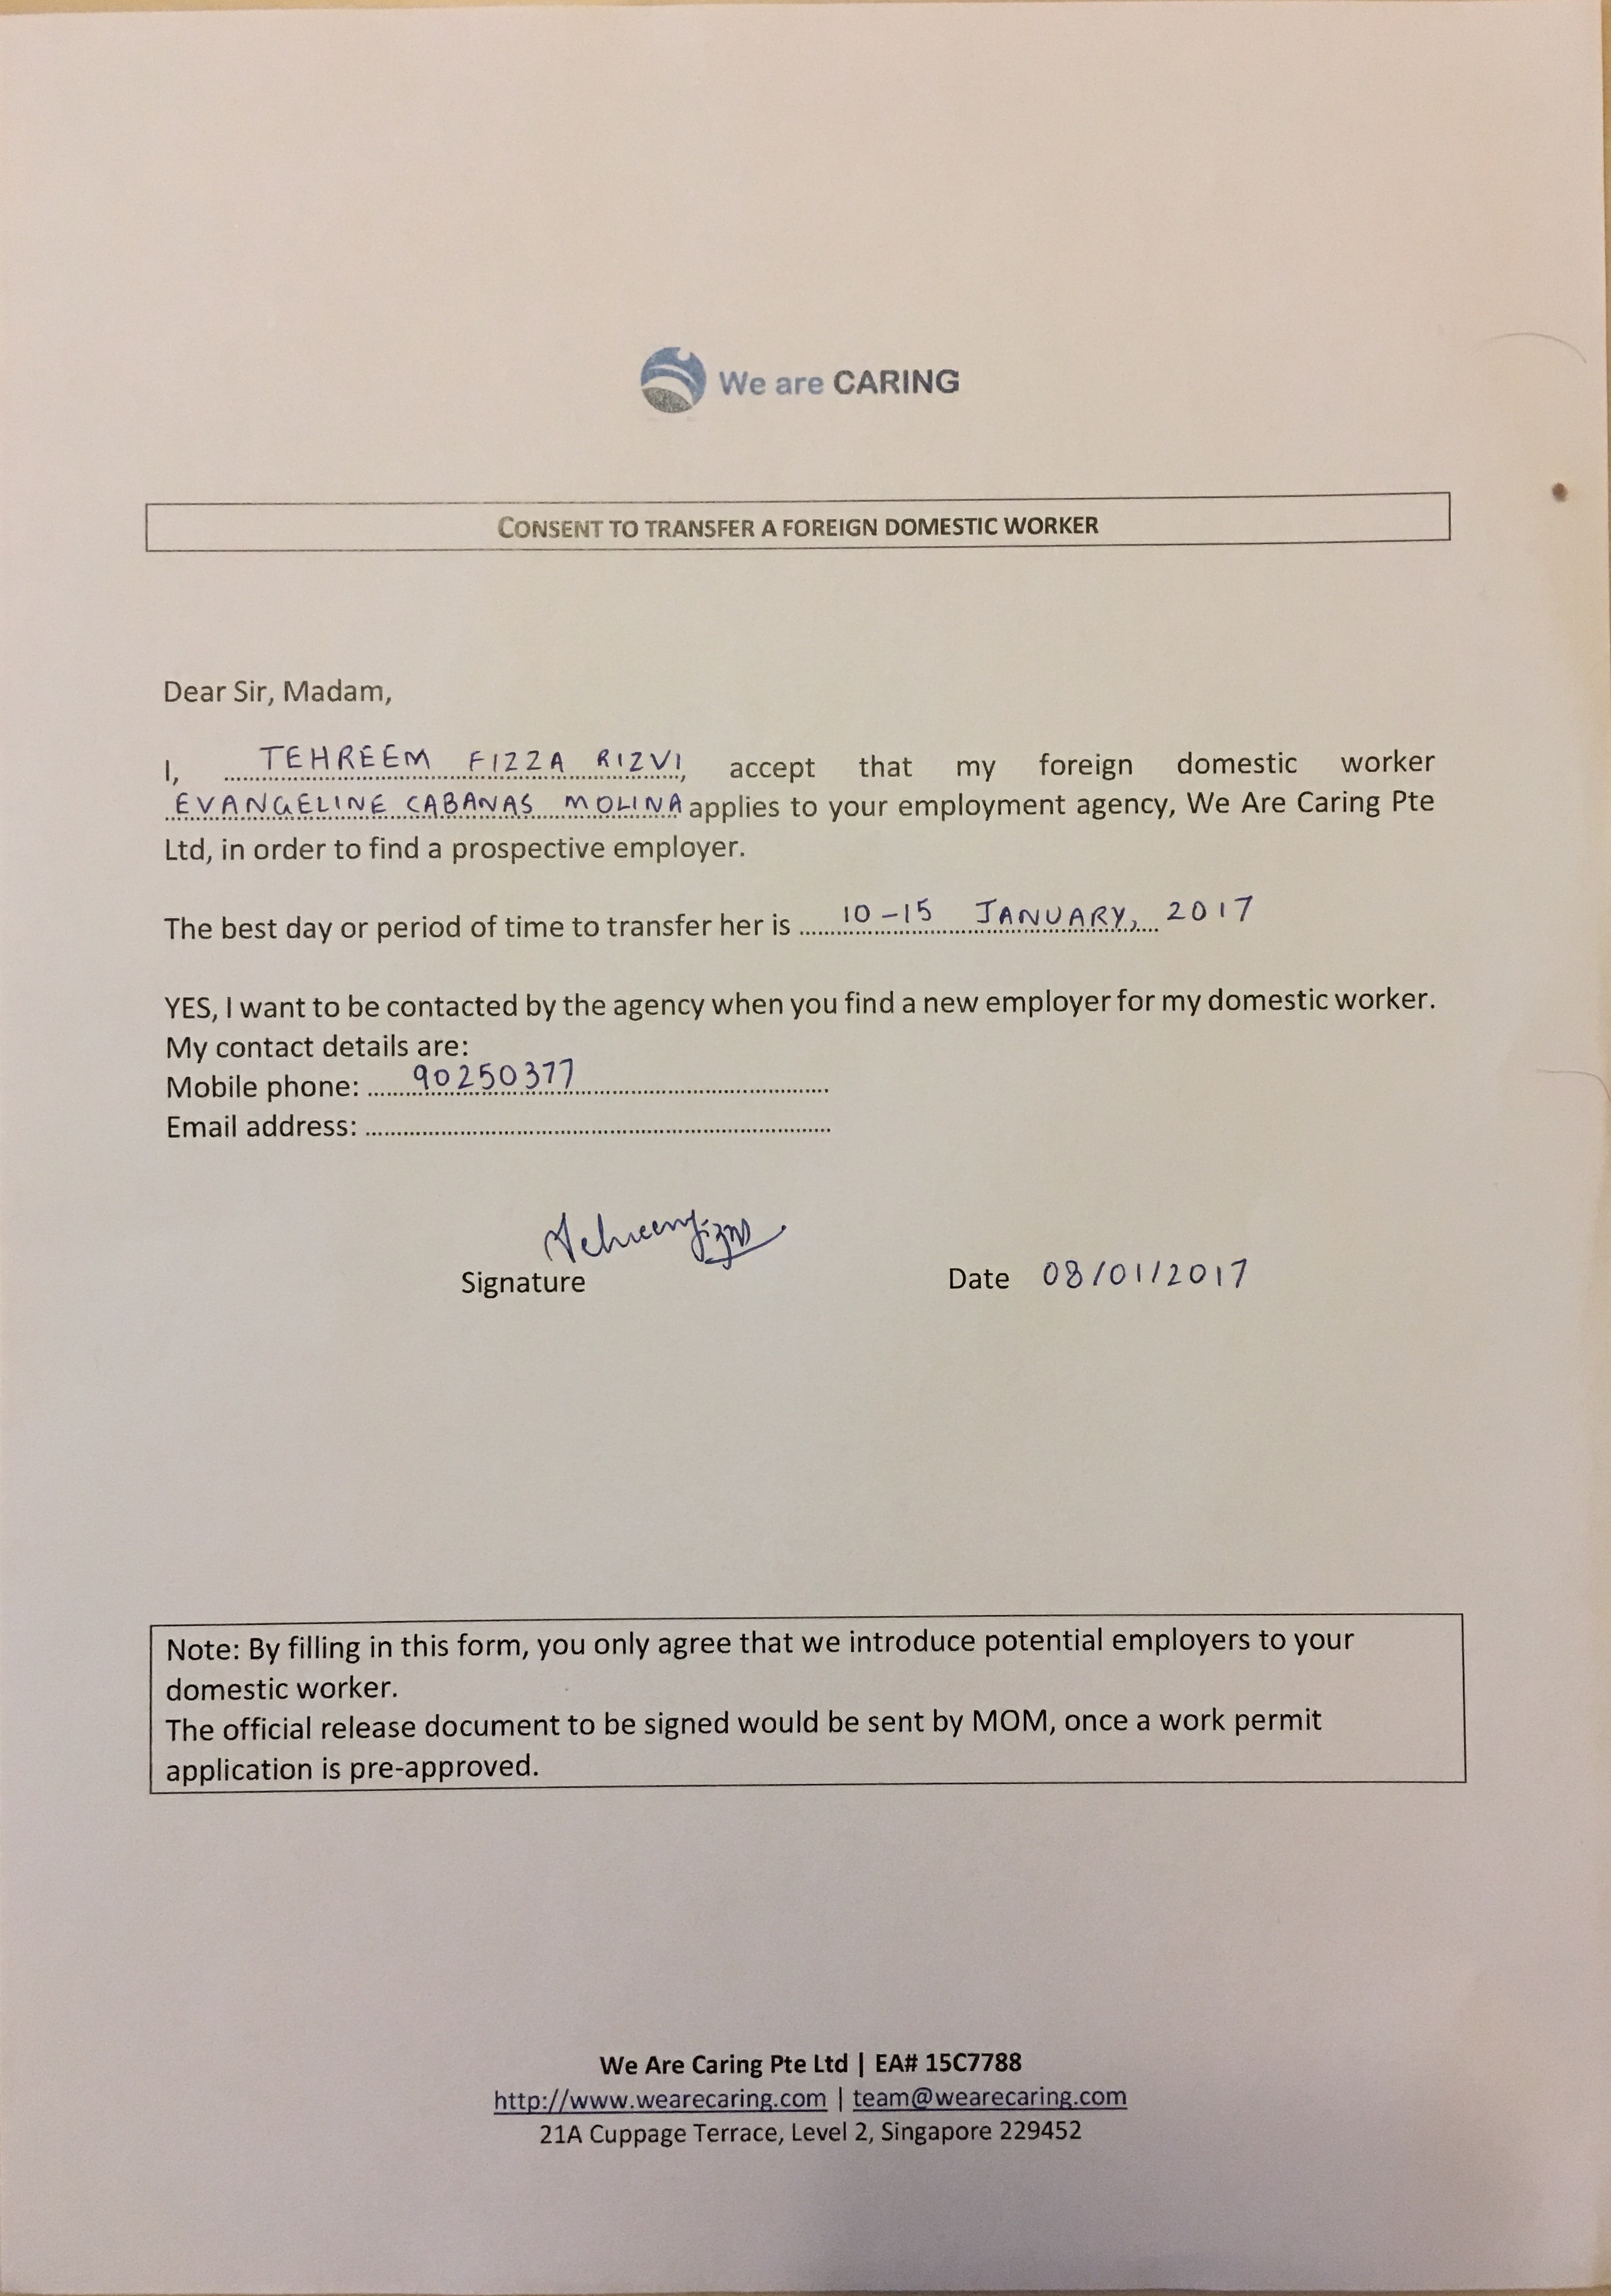 We are CARING
CONSENT TO TRANSFER A FOREIGN DOMESTIC WORKER
Dear Sir, Madam,
I, TEHREEM FIZZA RIZVI, accept that my foreign domestic worker
EVANGELINE CABANAS MOLINA applies to your employment agency, We Are Caring Pte
Ltd, in order to find a prospective employer.
The best day or period of time to transfer her is 10-15 JANUARY, 2017
YES, I want to be contacted by the agency when you find a new employer for my domestic worker.
My contact details are:
Mobile phone: 90250377
Email address:
Signature Date 08/01/2017
Note: By filling in this form, you only agree that we introduce potential employers to your
domestic worker.
The official release document to be signed would be sent by MOM, once a work permit
application is pre-approved.
We Are Caring Pte Ltd | EA# 15C7788
http://www.wearecaring.com | team@wearecaring.com
21A Cuppage Terrace, Level 2, Singapore 229452